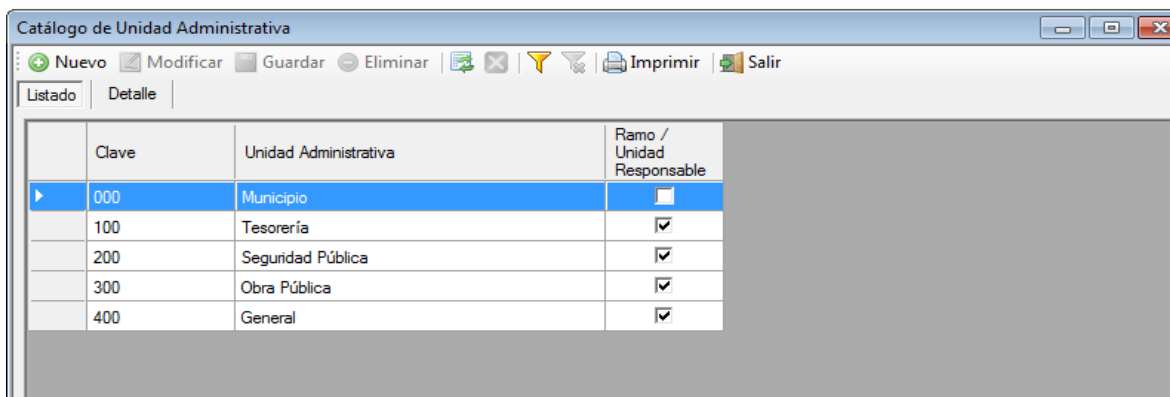 Catálogo de Unidad Administrativa
Nuevo Modificar Guardar Eliminar Imprimir Salir
Listado Detalle
Clave Unidad Administrativa Ramo / Unidad Responsable
000 Municipio
100 Tesorería
200 Seguridad Pública
300 Obra Pública
400 General